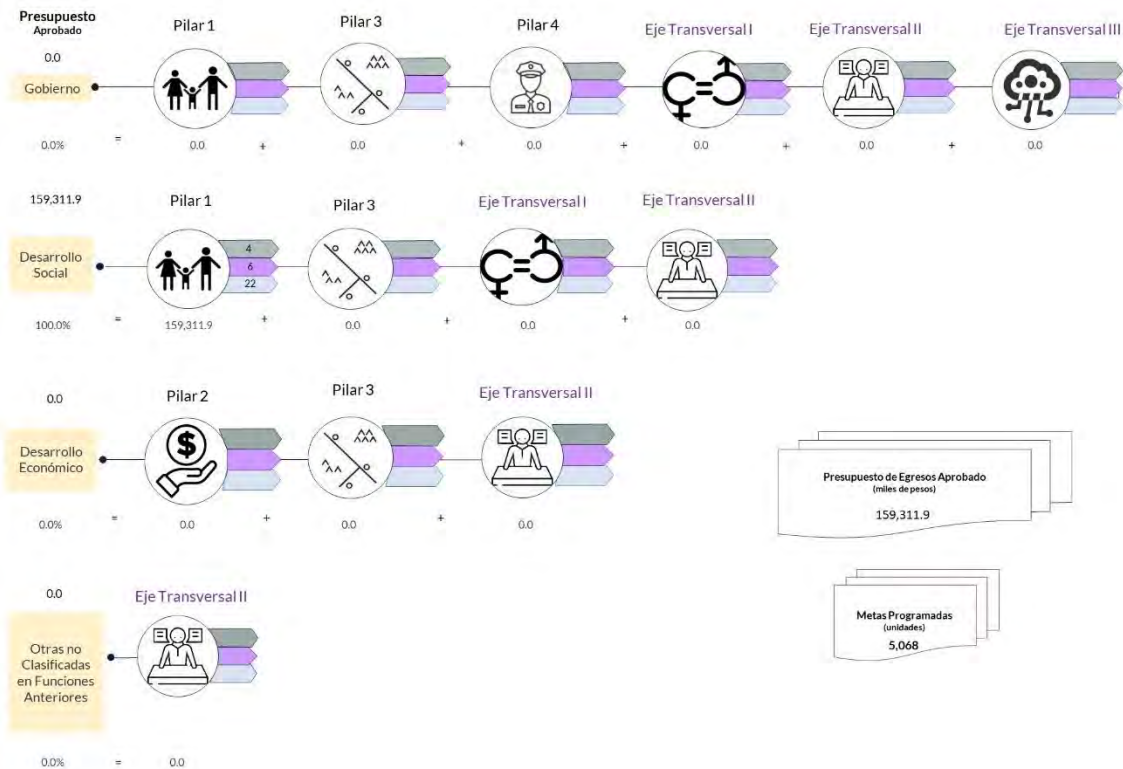 Presupuesto
Aprobado
0.0
Gobierno
0.0%
=
Pilar 1
0.0
+
Pilar 3
0.0
+
Pilar 4
0.0
+
Eje Transversal I
0.0
+
Eje Transversal II
0.0
+
Eje Transversal III
0.0
159,311.9
Desarrollo
Social
100.0%
=
Pilar 1
4
6
22
159,311.9
+
Pilar 3
0.0
+
Eje Transversal I
0.0
+
Eje Transversal II
0.0
0.0
Desarrollo
Económico
0.0%
=
Pilar 2
$
0.0
+
Pilar 3
0.0
+
Eje Transversal II
0.0
Presupuesto de Egresos Aprobado
(miles de pesos)
159,311.9
Metas Programadas
(unidades)
5,068
0.0
Otras no
Clasificadas
en Funciones
Anteriores
0.0%
=
Eje Transversal II
0.0